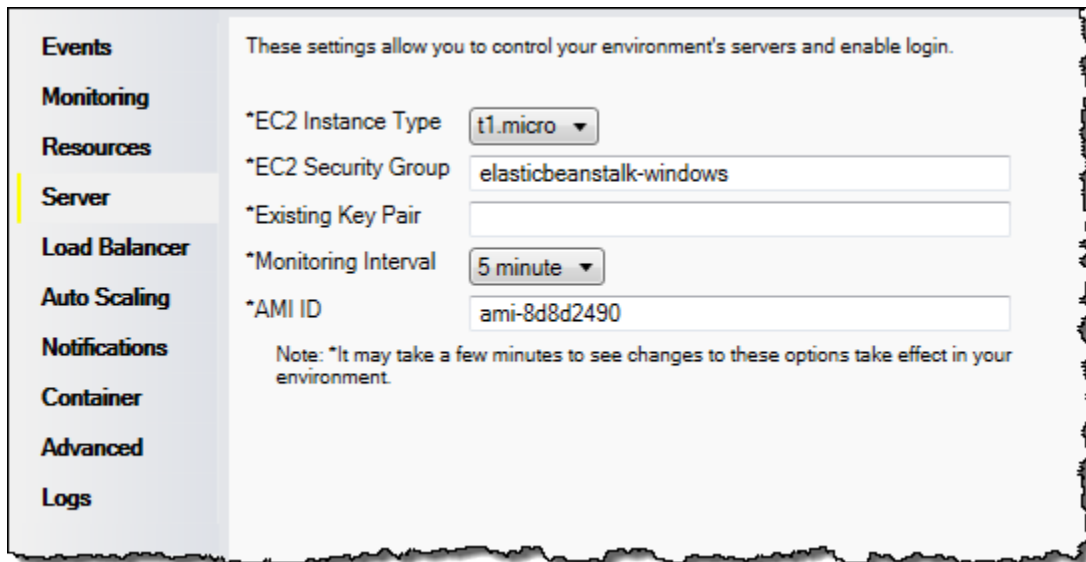 Events
Monitoring
Resources
Server
Load Balancer
Auto Scaling
Notifications
Container
Advanced
Logs
These settings allow you to control your environment's servers and enable login.
*EC2 Instance Type t1.micro
*EC2 Security Group elasticbeanstalk-windows
*Existing Key Pair
*Monitoring Interval 5 minute
*AMI ID ami-8d8d2490
Note: *It may take a few minutes to see changes to these options take effect in your
environment.